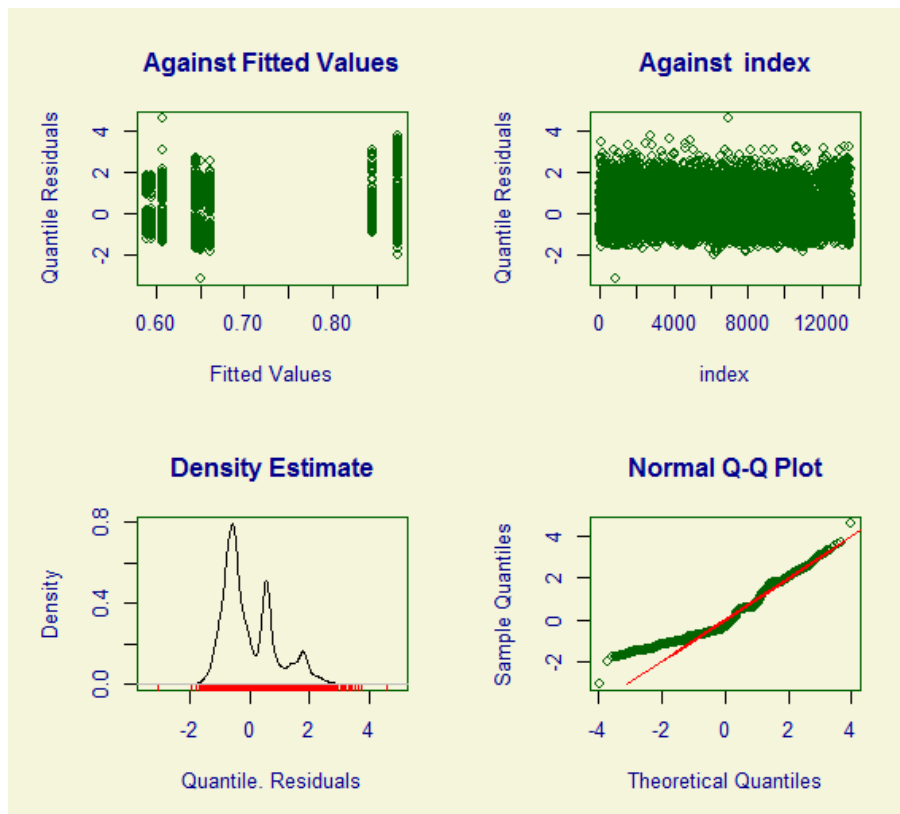 Against Fitted Values
Quantile Residuals
4
2
0
-2
0.60 0.70 0.80
Fitted Values
Against index
Quantile Residuals
4
2
0
-2
0 4000 8000 12000
index
Density Estimate
Density
0.8
0.4
0.0
-2 0 2 4
Quantile. Residuals
Normal Q-Q Plot
Sample Quantiles
4
2
0
-2
-4 -2 0 2 4
Theoretical Quantiles